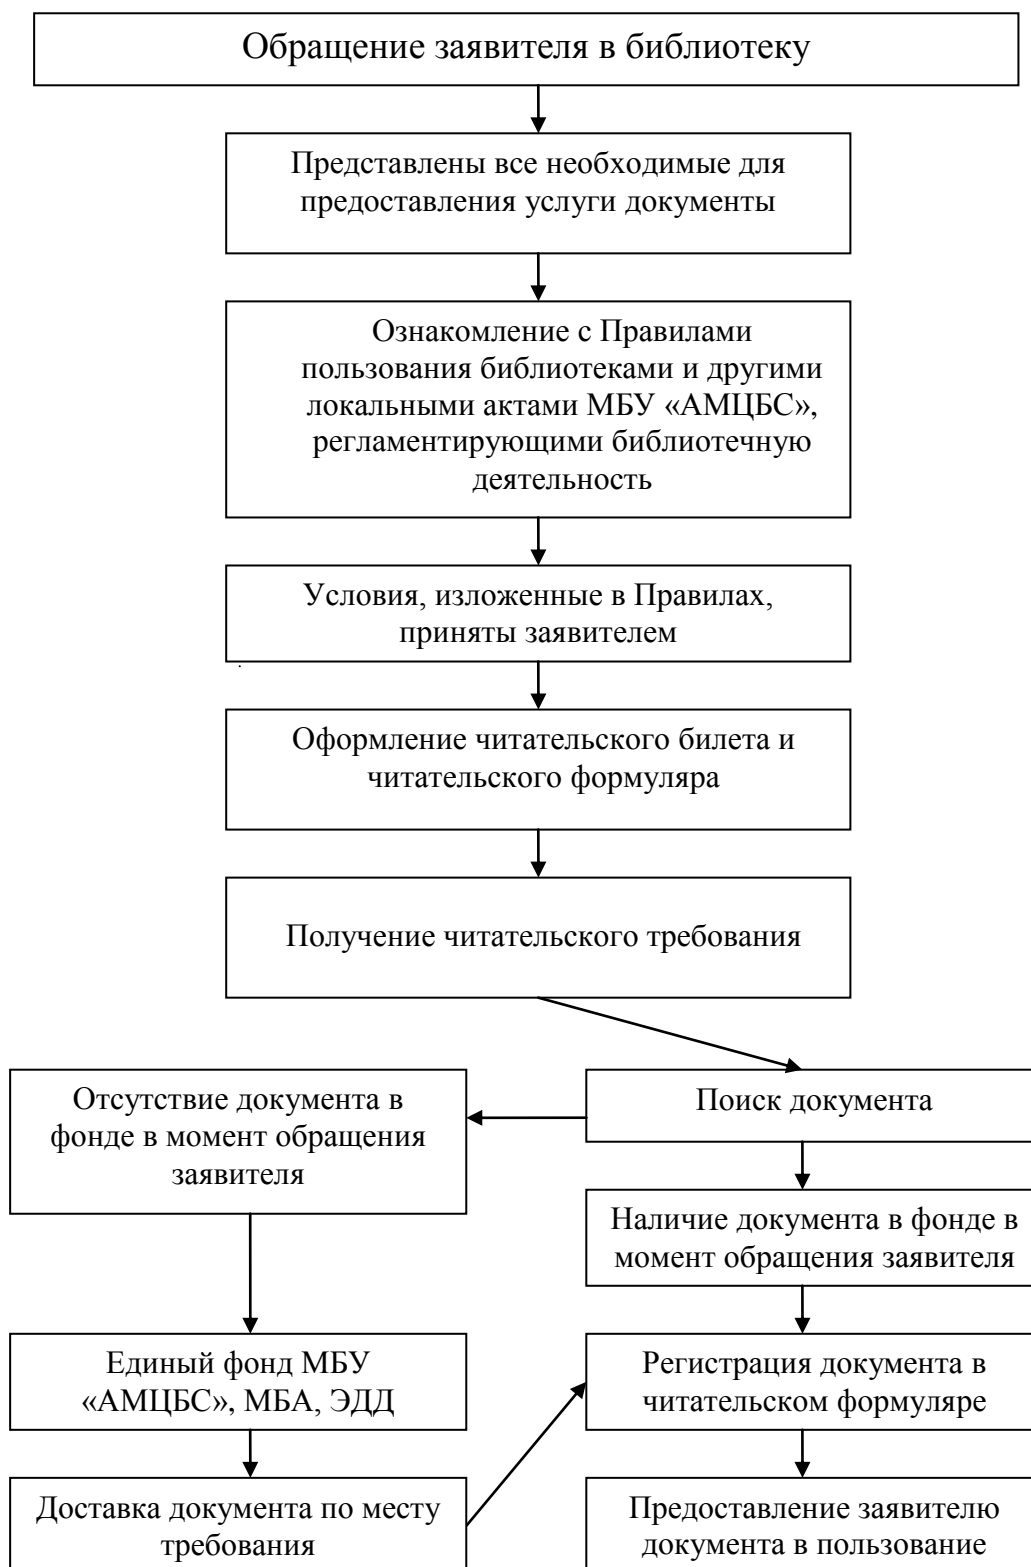 Обращение заявителя в библиотеку
Представлены все необходимые для
предоставления услуги документы
Ознакомление с Правилами
пользования библиотеками и другими
локальными актами МБУ «АМЦБС»,
регламентирующими библиотечную
деятельность
Условия, изложенные в Правилах,
приняты заявителем
Оформление читательского билета и
читательского формуляра
Получение читательского требования
Отсутствие документа в
фонде в момент обращения
заявителя
Поиск документа
Наличие документа в фонде в
момент обращения заявителя
Единый фонд МБУ
«АМЦБС», МБА, ЭДД
Регистрация документа в
читательском формуляре
Доставка документа по месту
требования
Предоставление заявителю
документа в пользование